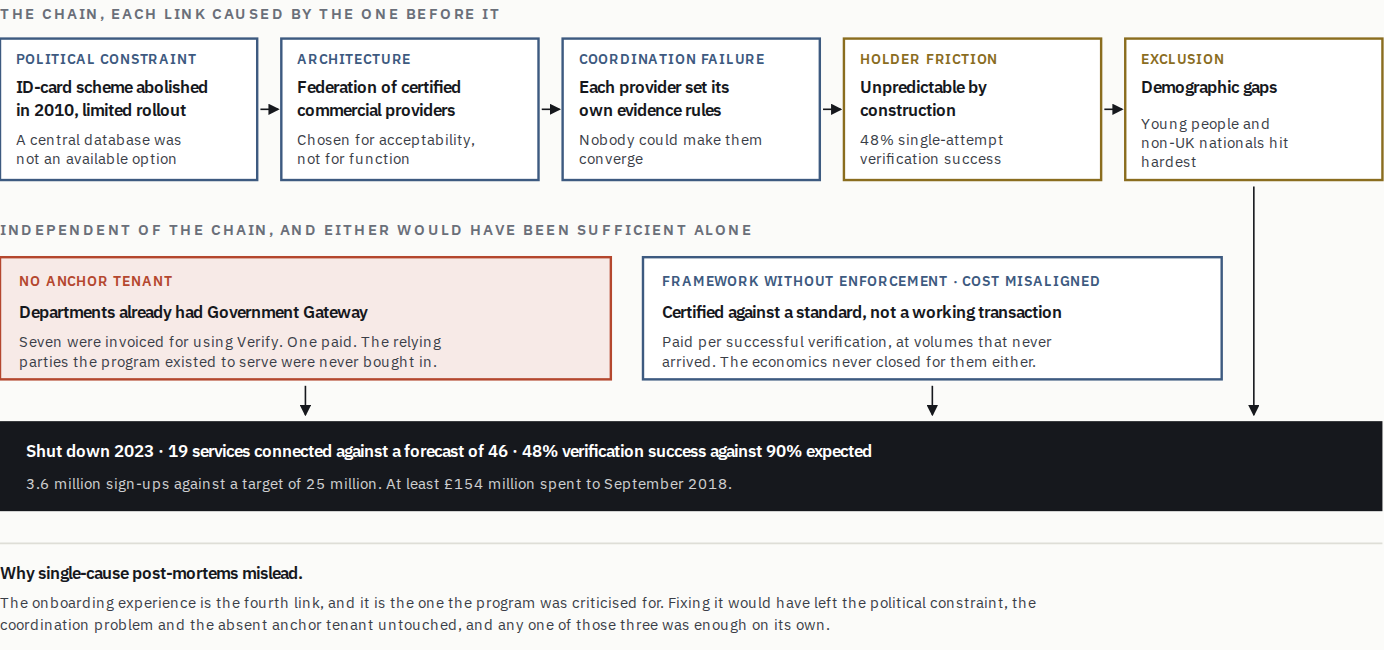 THE CHAIN, EACH LINK CAUSED BY THE ONE BEFORE IT
POLITICAL CONSTRAINT
ID-card scheme abolished
in 2010, limited rollout
A central database was
not an available option
ARCHITECTURE
Federation of certified
commercial providers
Chosen for acceptability,
not for function
COORDINATION FAILURE
Each provider set its
own evidence rules
Nobody could make them
converge
HOLDER FRICTION
Unpredictable by
construction
48% single-attempt
verification success
EXCLUSION
Demographic gaps
Young people and
non-UK nationals hit
hardest
INDEPENDENT OF THE CHAIN, AND EITHER WOULD HAVE BEEN SUFFICIENT ALONE
NO ANCHOR TENANT
Departments already had Government Gateway
Seven were invoiced for using Verify. One paid. The relying
parties the program existed to serve were never bought in.
FRAMEWORK WITHOUT ENFORCEMENT · COST MISALIGNED
Certified against a standard, not a working transaction
Paid per successful verification, at volumes that never
arrived. The economics never closed for them either.
Shut down 2023 · 19 services connected against a forecast of 46 · 48% verification success against 90% expected
3.6 million sign-ups against a target of 25 million. At least £154 million spent to September 2018.
Why single-cause post-mortems mislead.
The onboarding experience is the fourth link, and it is the one the program was criticised for. Fixing it would have left the political constraint, the
coordination problem and the absent anchor tenant untouched, and any one of those three was enough on its own.